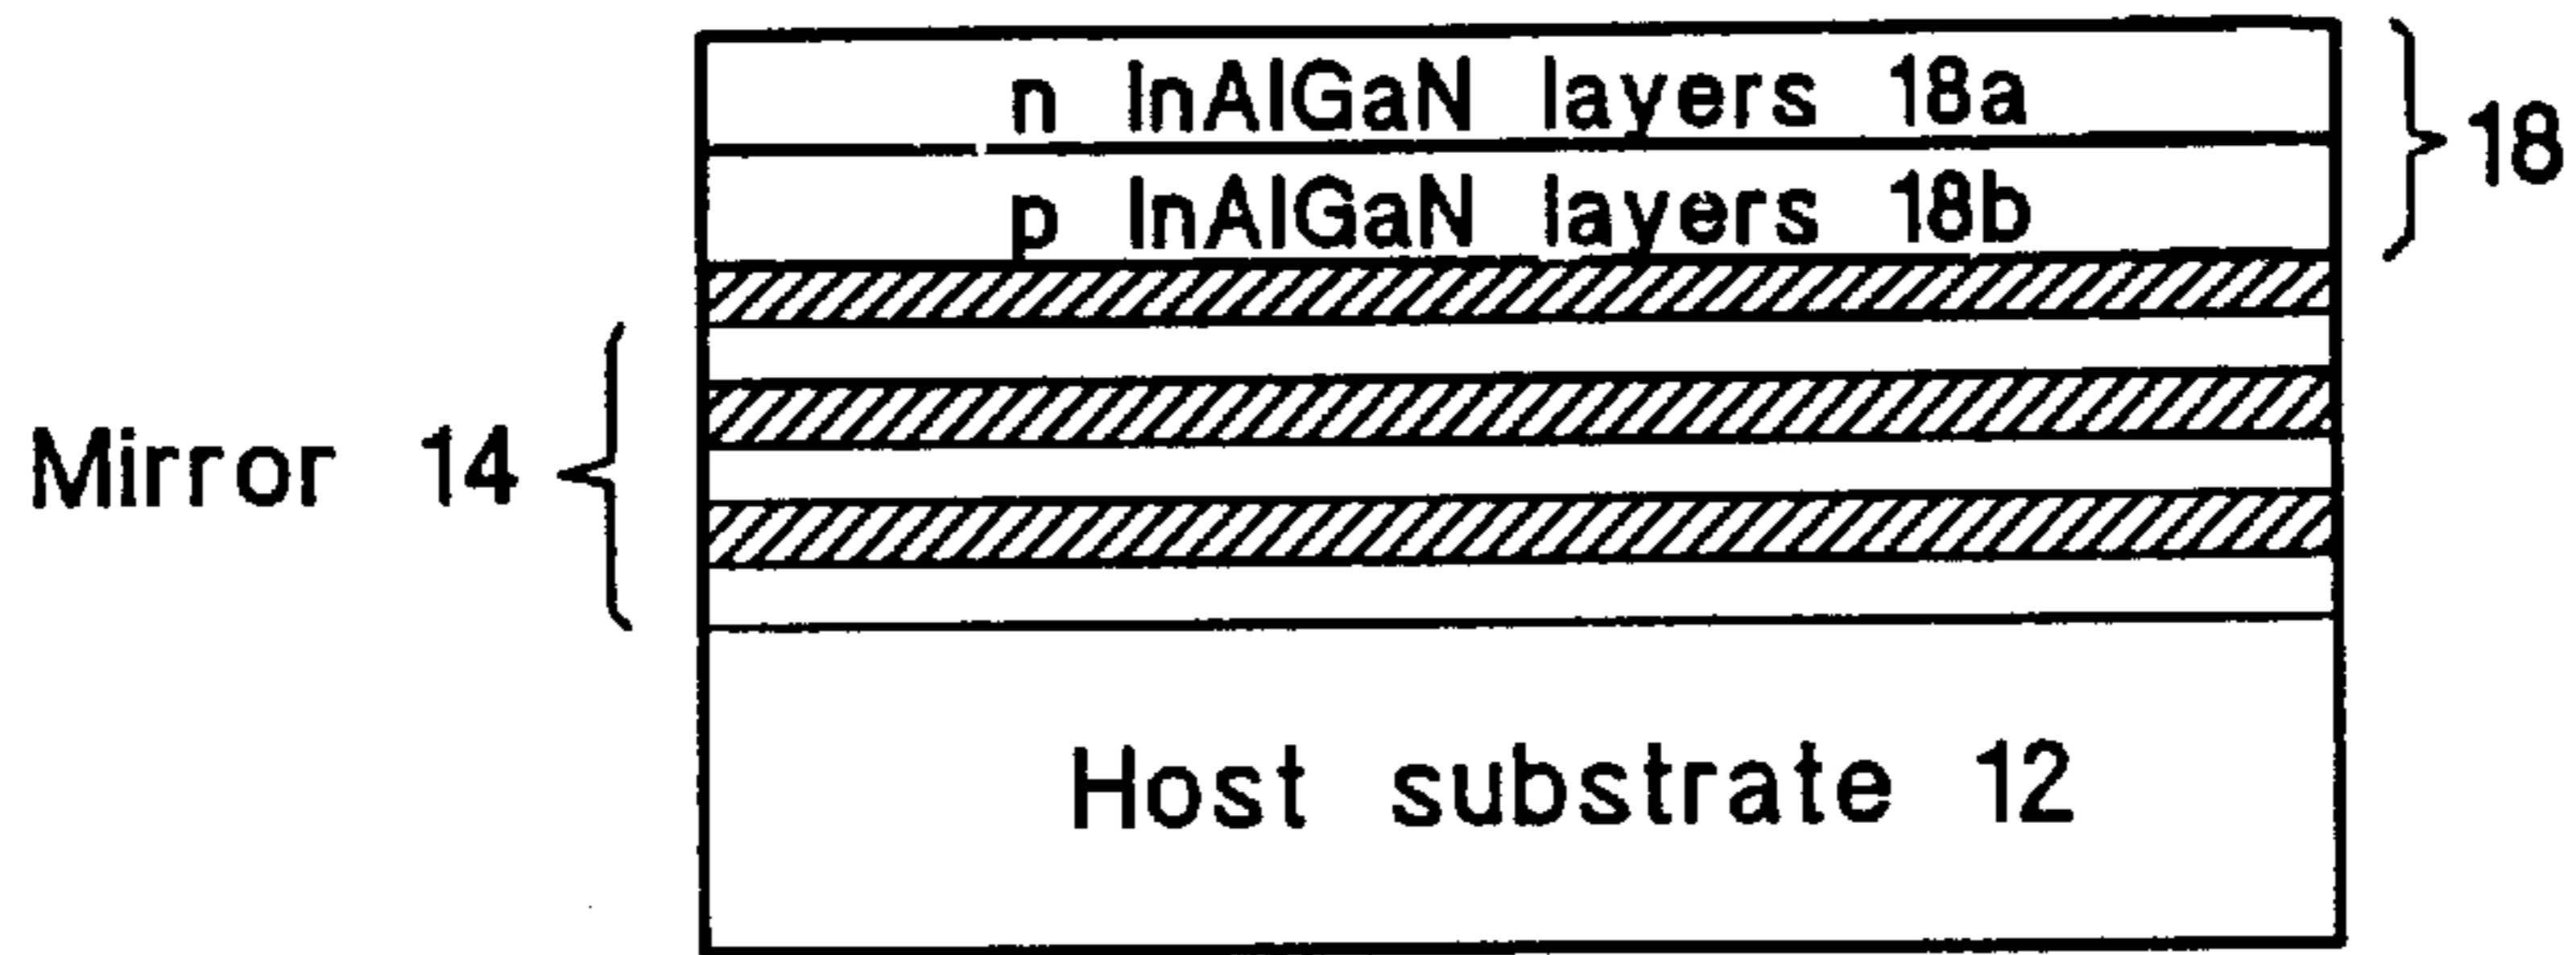 n InAlGaN layers 18a
18
p InAlGaN layers 18b
Mirror 14
Host substrate 12